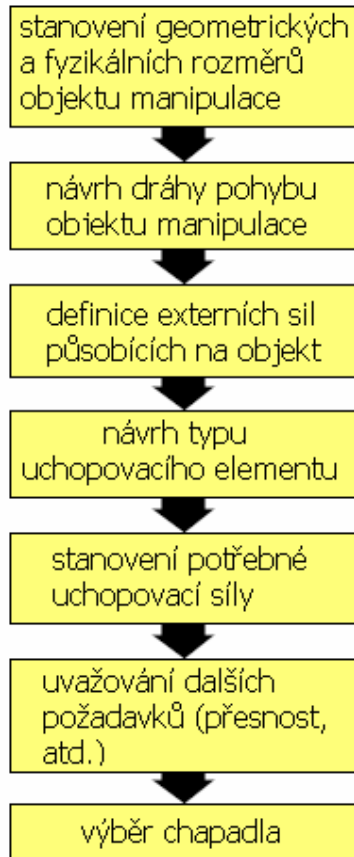 stanovení geometrických
a fyzikálních rozměrů
objektu manipulace
návrh dráhy pohybu
objektu manipulace
definice externích sil
působících na objekt
návrh typu
uchopovacího elementu
stanovení potřebné
uchopovací síly
uvažování dalších
požadavků (přesnost,
atd.)
výběr chapadla